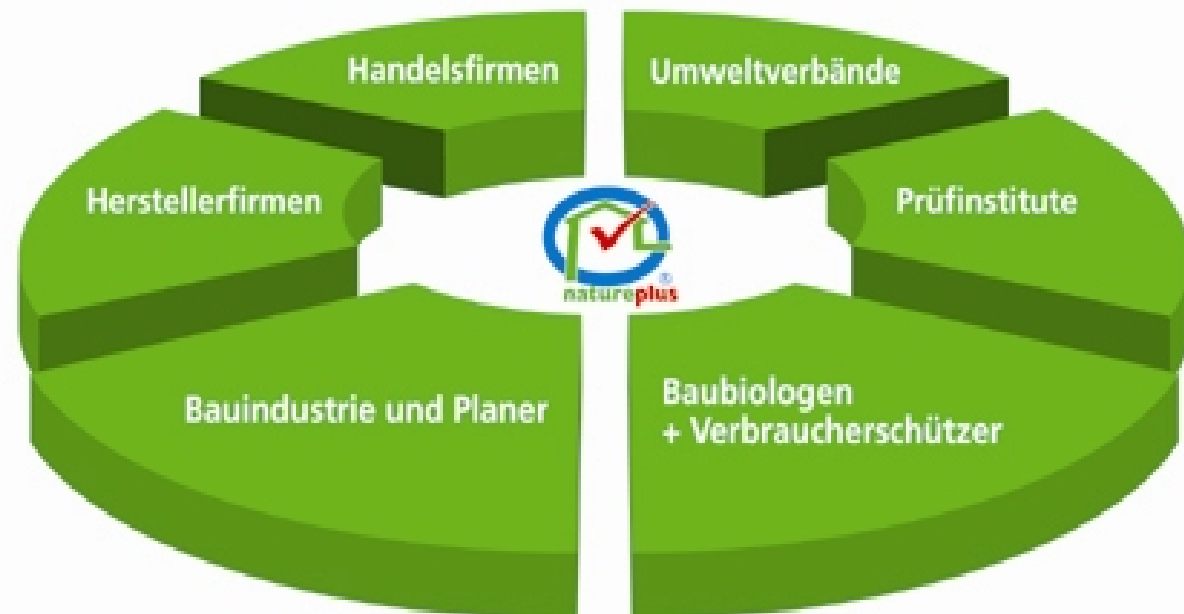 Handelsfirmen
Umweltverbände
Herstellerfirmen
Prüfinstitute
natureplus
®
Bauindustrie und Planer
Baubiologen
+ Verbraucherschützer